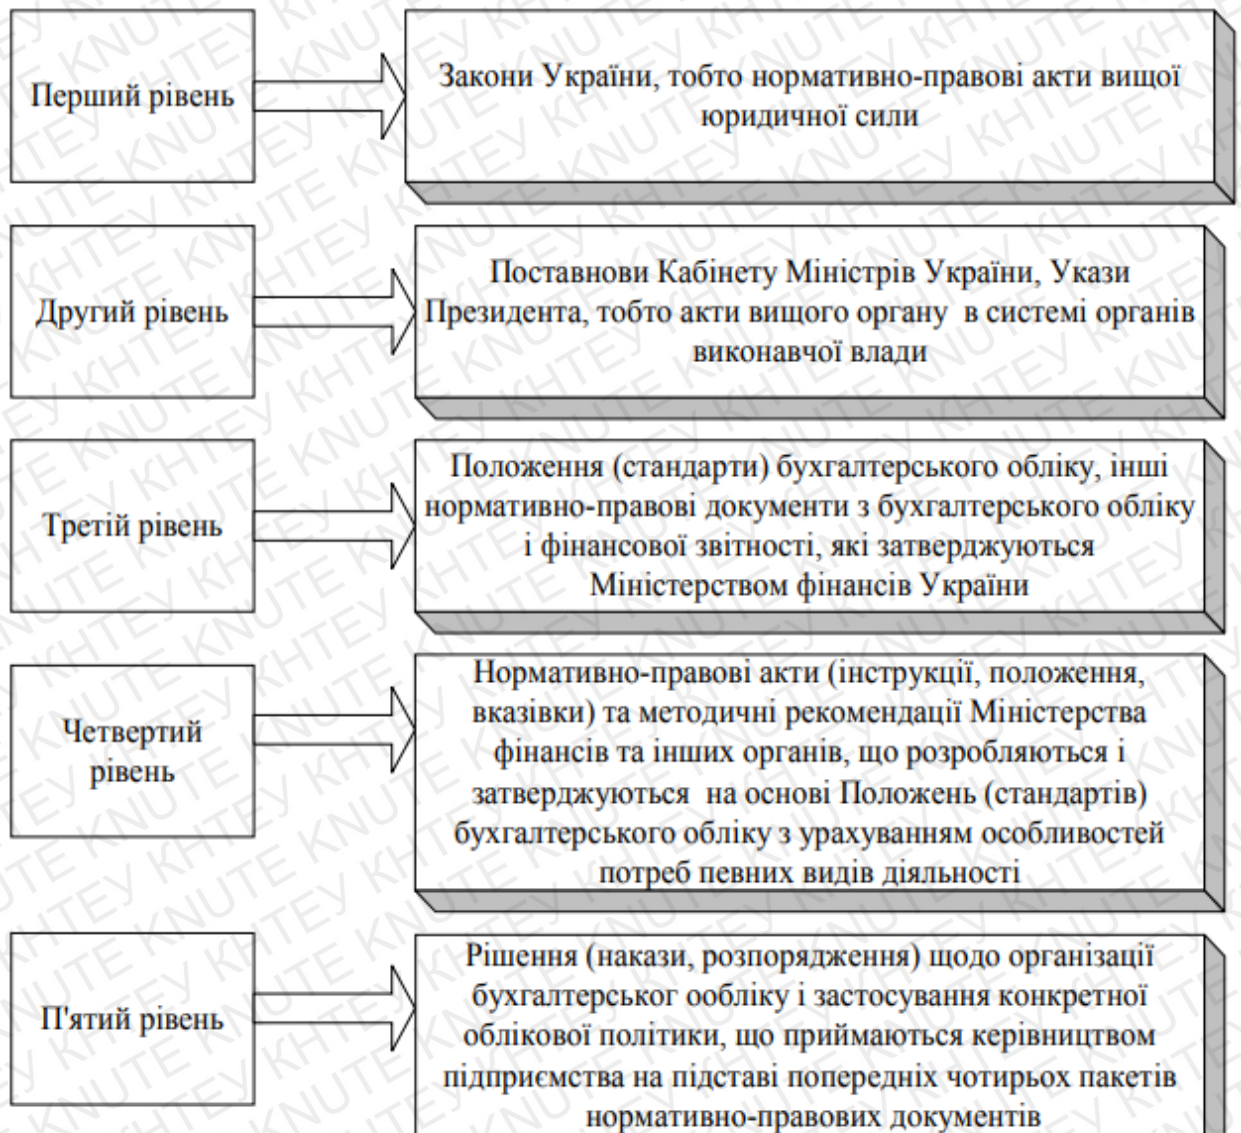 Перший рівень
Закони України, тобто нормативно-правові акти вищої
юридичної сили
Другий рівень
Поставнови Кабінету Міністрів України, Укази
Президента, тобто акти вищого органу в системі органів
виконавчої влади
Третій рівень
Положення (стандарти) бухгалтерського обліку, інші
нормативно-правові документи з бухгалтерського обліку
і фінансової звітності, які затверджуються
Міністерством фінансів України
Четвертий
рівень
Нормативно-правові акти (інструкції, положення,
вказівки) та методичні рекомендації Міністерства
фінансів та інших органів, що розробляються і
затверджуються на основі Положень (стандартів)
бухгалтерського обліку з урахуванням особливостей
потреб певних видів діяльності
П'ятий рівень
Рішення (накази, розпорядження) щодо організації
бухгалтерськог ообліку і застосування конкретної
облікової політики, що приймаються керівництвом
підприємства на підставі попередніх чотирьох пакетів
нормативно-правових документів